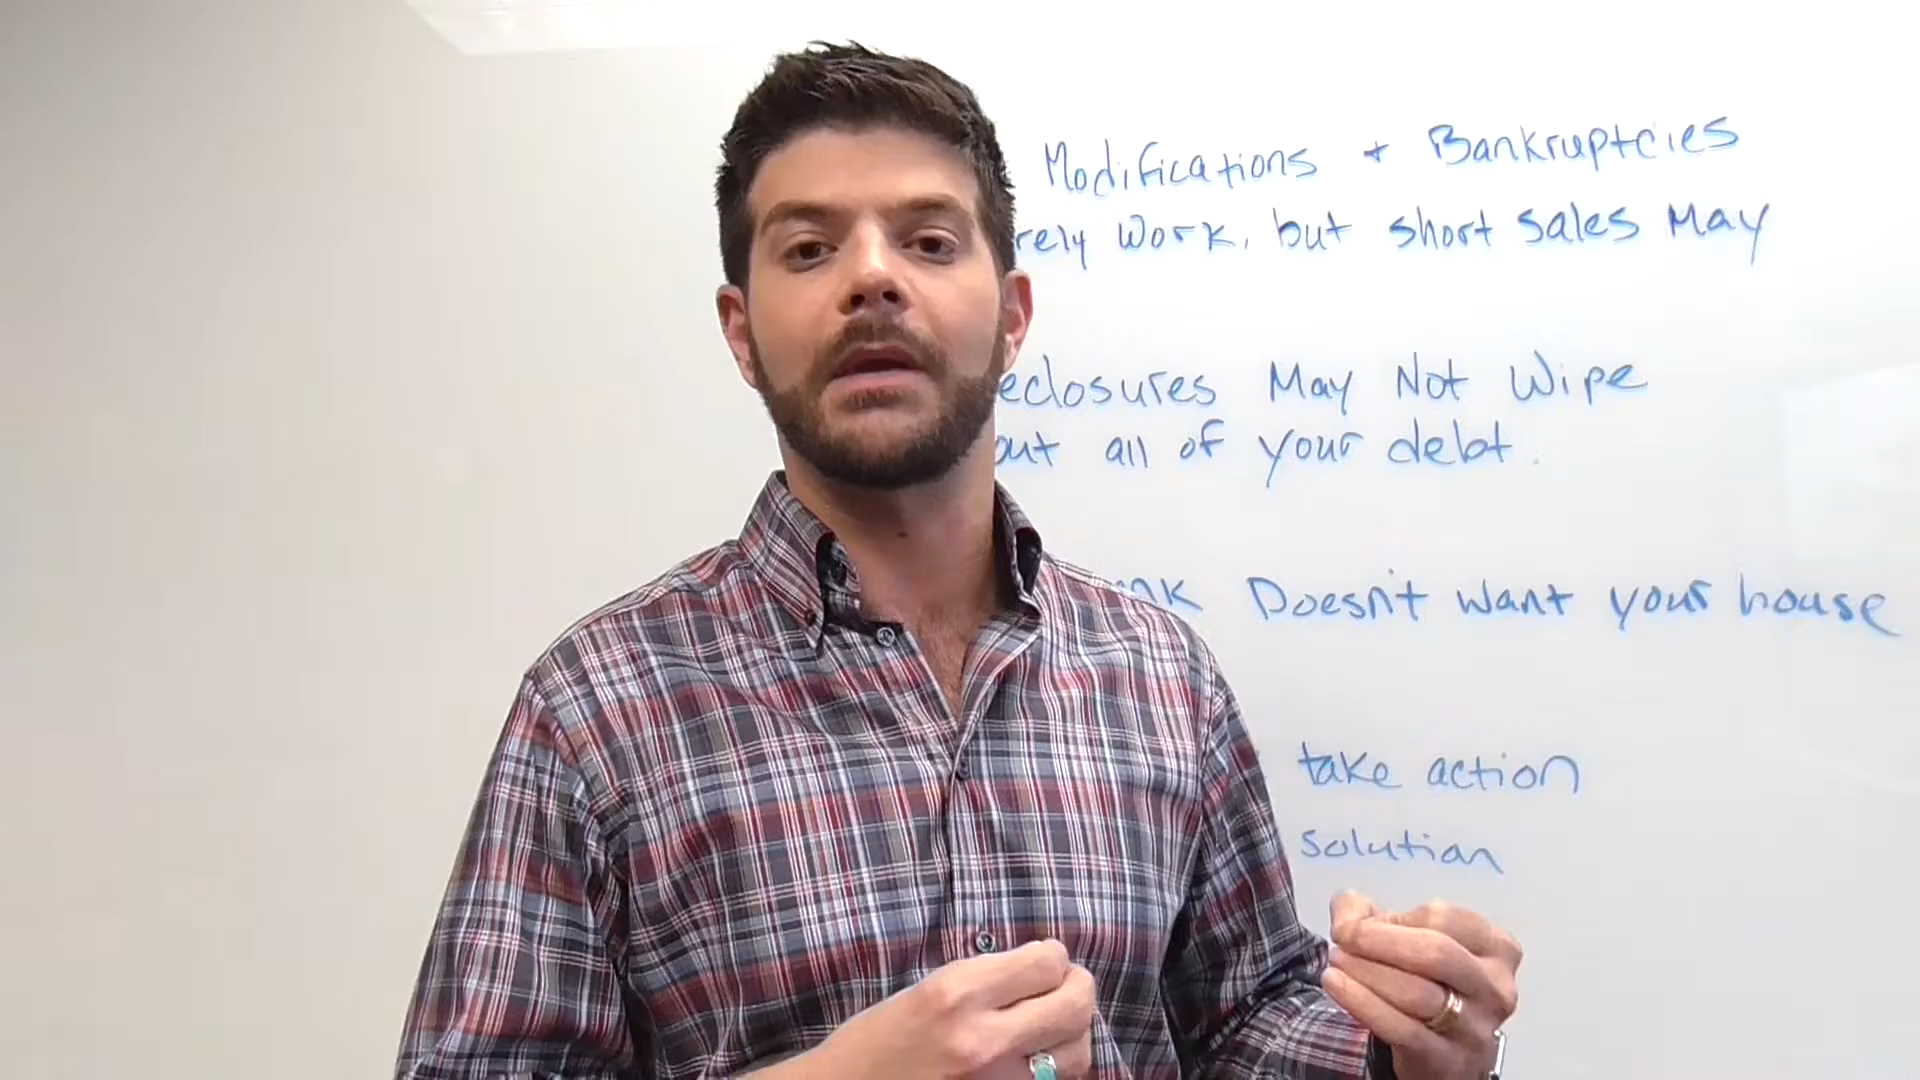 Modifications + Bankruptcies
rely Work, but short sales May
eclosures May Not Wipe
out all of your debt.
nk Doesn't want your house
take action
solution